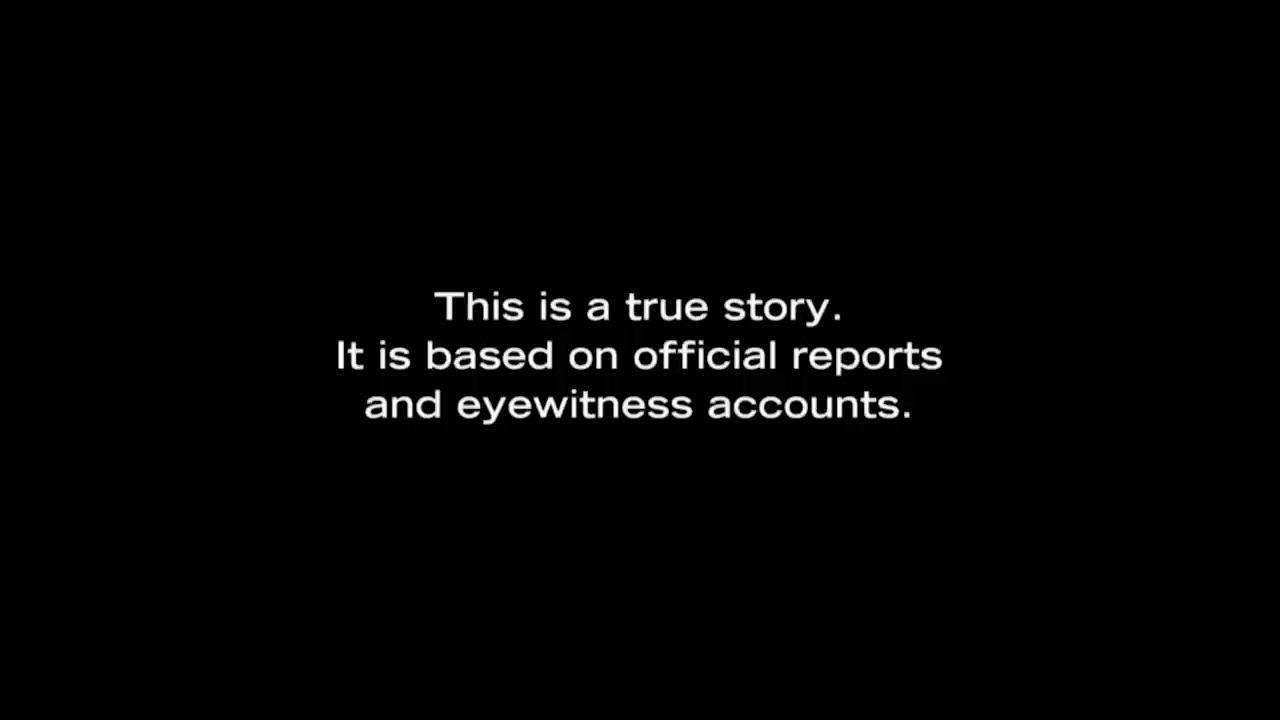 This is a true story.
It is based on official reports
and eyewitness accounts.